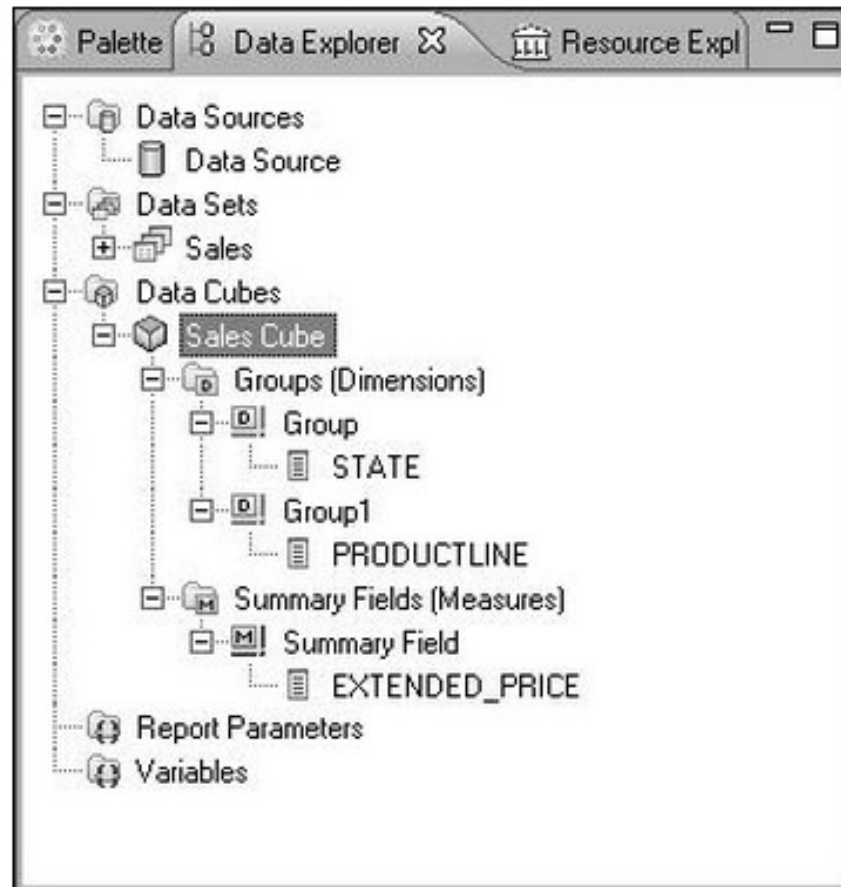 Palette Data Explorer Resource Expl
Data Sources
Data Source
Data Sets
Sales
Data Cubes
Sales Cube
Groups (Dimensions)
Group
STATE
Group1
PRODUCTLINE
Summary Fields (Measures)
Summary Field
EXTENDED_PRICE
Report Parameters
Variables